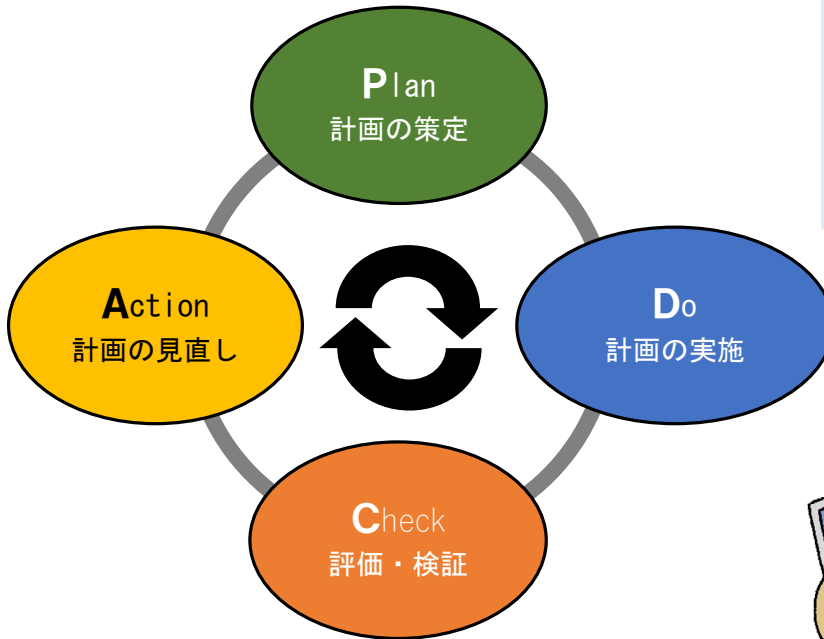 Plan
計画の策定
Action
計画の見直し
Do
計画の実施
Check
評価・検証